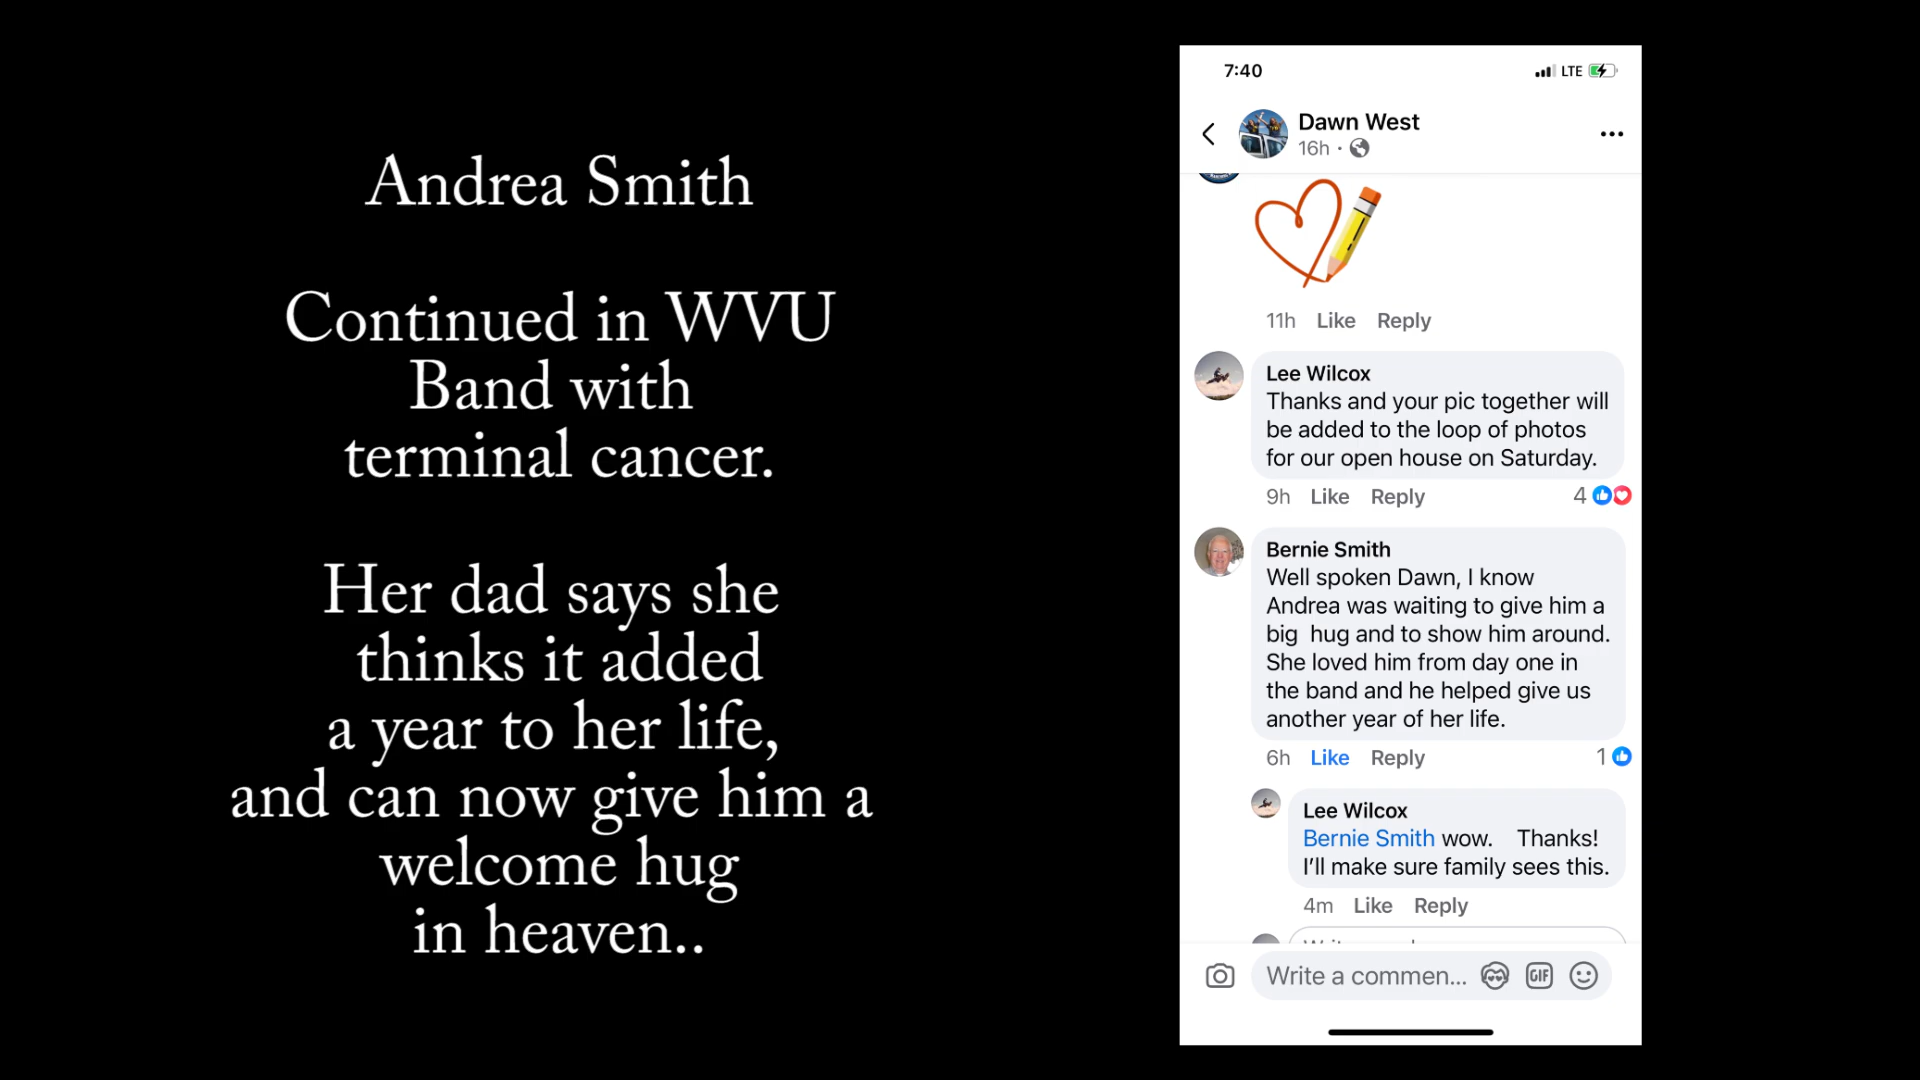 Andrea Smith
Continued in WVU
Band with
terminal cancer.
Her dad says she
thinks it added
a year to her life,
and can now give him a
welcome hug
in heaven..
7:40
LTE
Dawn West
16h ·
11h Like Reply
Lee Wilcox
Thanks and your pic together will
be added to the loop of photos
for our open house on Saturday.
9h Like Reply 4
Bernie Smith
Well spoken Dawn, I know
Andrea was waiting to give him a
big hug and to show him around.
She loved him from day one in
the band and he helped give us
another year of her life.
6h Like Reply 1
Lee Wilcox
Bernie Smith wow. Thanks!
I’ll make sure family sees this.
4m Like Reply
Write a commen...
GIF